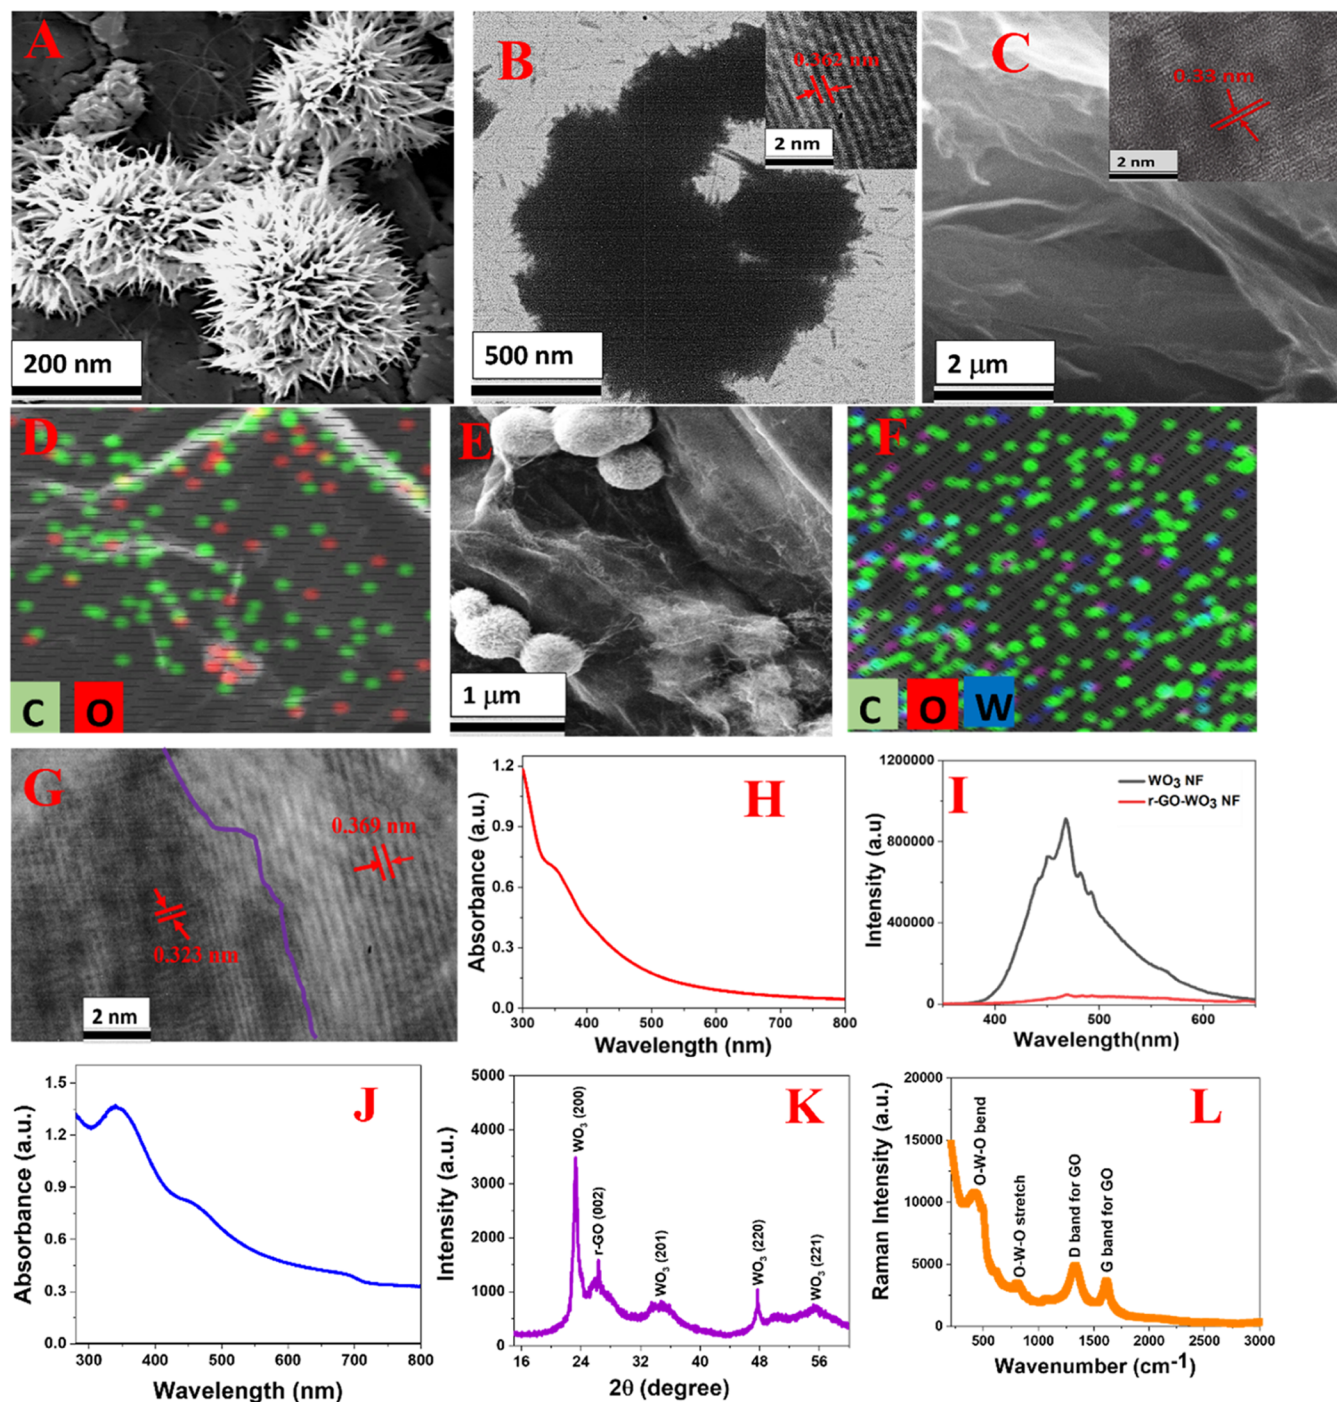 A
200 nm
B
0.362 nm
2 nm
500 nm
C
0.33 nm
2 nm
2 µm
D
C O
E
1 µm
F
C O W
G
0.369 nm
0.323 nm
2 nm
H
Absorbance (a.u.)
1.2
0.9
0.6
0.3
0.0
300 400 500 600 700 800
Wavelength (nm)
I
WO₃ NF
r-GO-WO₃ NF
Intensity (a.u)
1200000
800000
400000
0
400 500 600
Wavelength(nm)
J
Absorbance (a.u.)
1.5
1.2
0.9
0.6
0.3
0.0
300 400 500 600 700 800
Wavelength (nm)
K
Intensity (a.u.)
5000
4000
3000
2000
1000
0
WO₃ (200)
r-GO (002)
WO₃ (201)
WO₃ (220)
WO₃ (221)
16 24 32 40 48 56
2θ (degree)
L
Raman Intensity (a.u.)
20000
15000
10000
5000
0
O-W-O bend
O-W-O stretch
D band for GO
G band for GO
500 1000 1500 2000 2500 3000
Wavenumber (cm⁻¹)